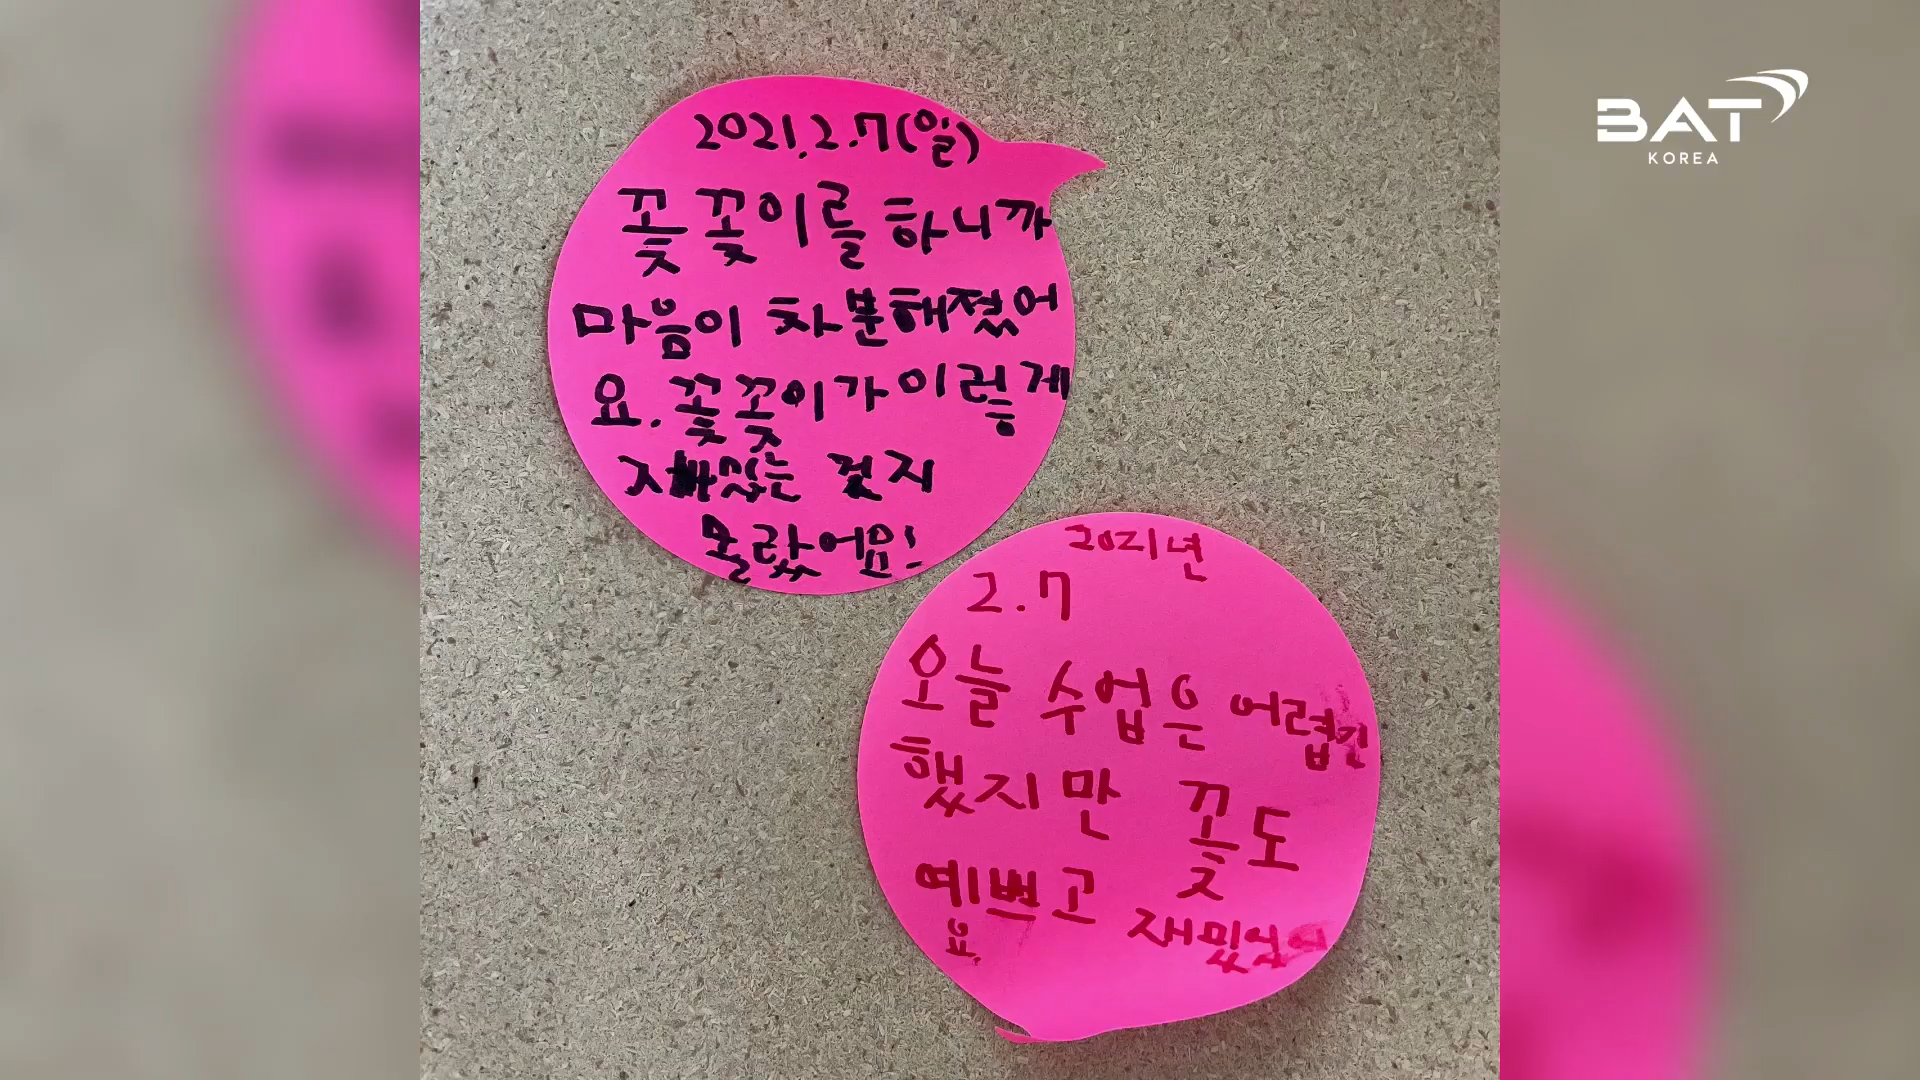 2021.2.7(일)
꽃꽃이를 하니까
마음이 차분해졌어
요. 꽃꽃이가 이렇게
재밌는 것지
몰랐어요!
2021년
2.7
오늘 수업은 어렵긴
했지만 꽃도
예쁘고 재밌었어
요.
BAT
KOREA